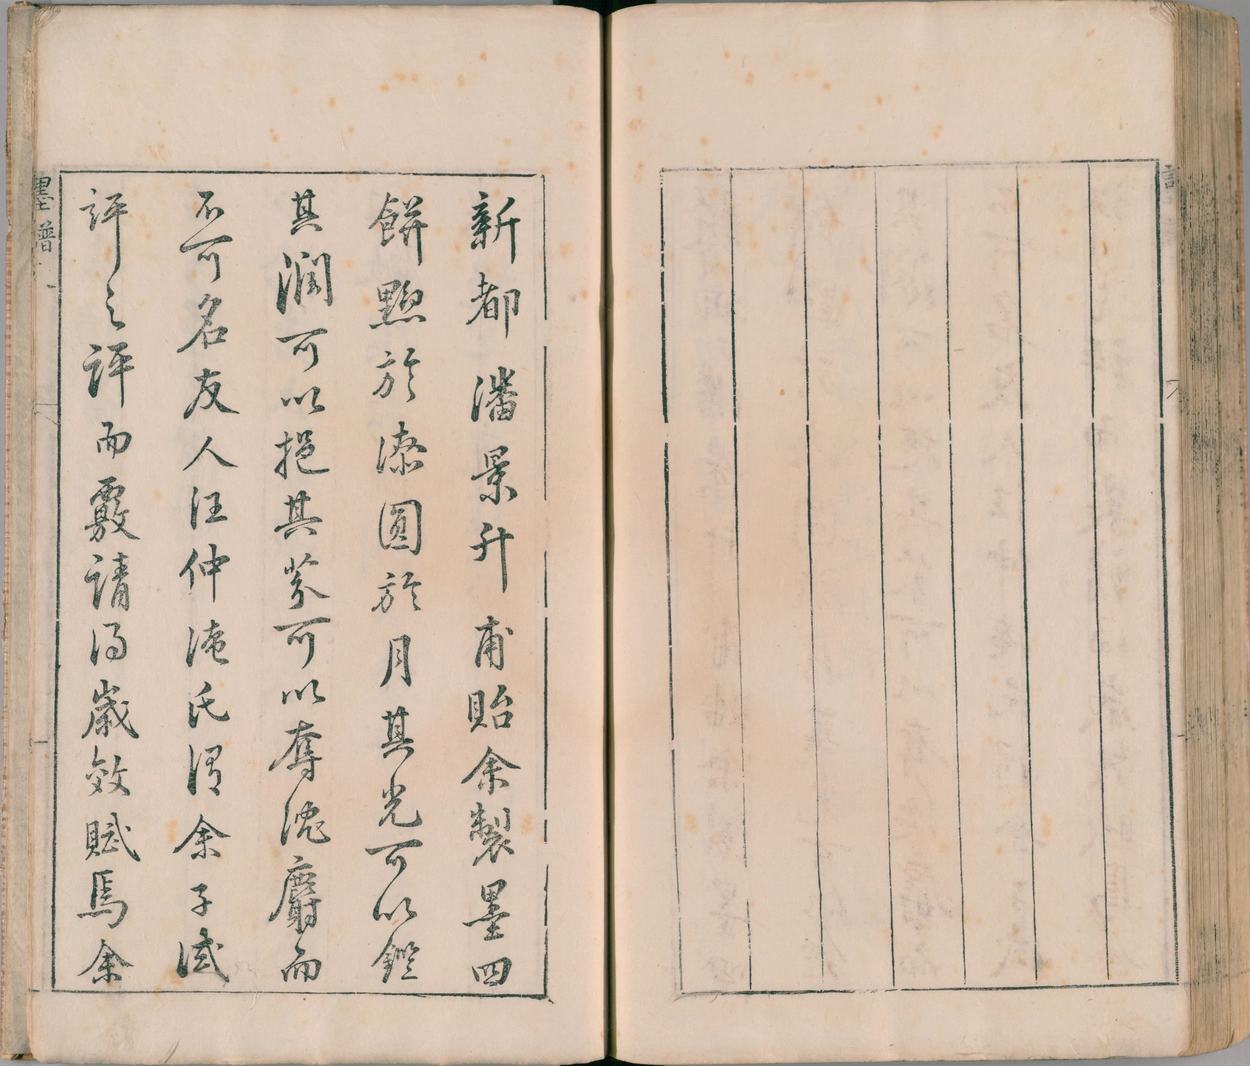 新都潘景升甫貽余製墨四
餅黝於漆圓於月其光可以鑑
其潤可以挹其芬可以奪沈麝而
不可名友人汪仲淹氏謂余子試
評之評而覈請得歲效賦焉余
墨譜